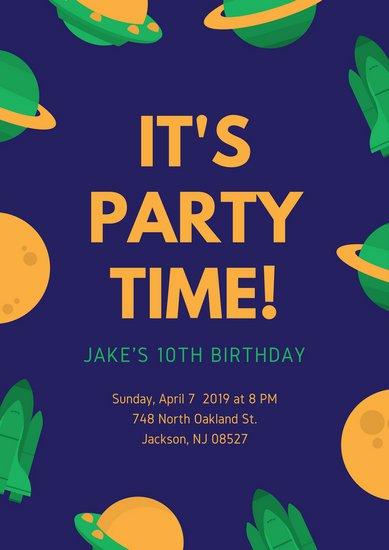 IT'S
PARTY
TIME!
JAKE'S 10TH BIRTHDAY
Sunday, April 7 2019 at 8 PM
748 North Oakland St.
Jackson, NJ 08527